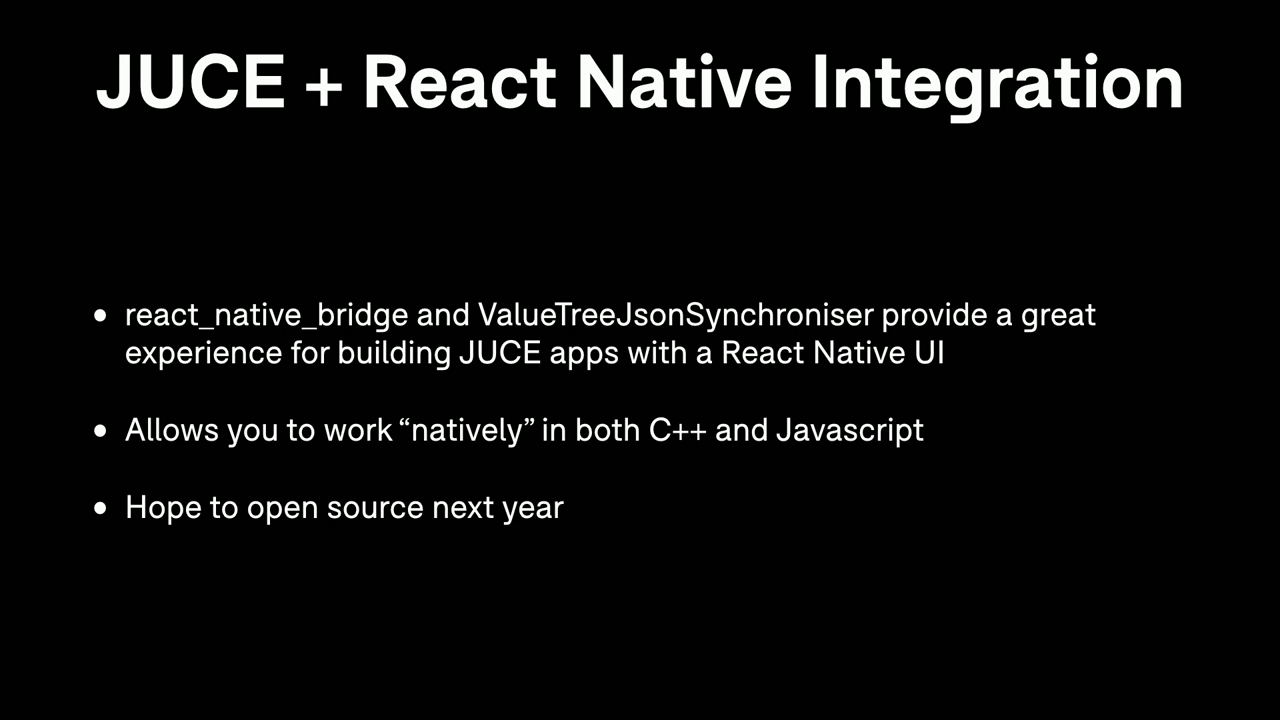 JUCE + React Native Integration
• react_native_bridge and ValueTreeJsonSynchroniser provide a great
experience for building JUCE apps with a React Native UI
• Allows you to work “natively” in both C++ and Javascript
• Hope to open source next year